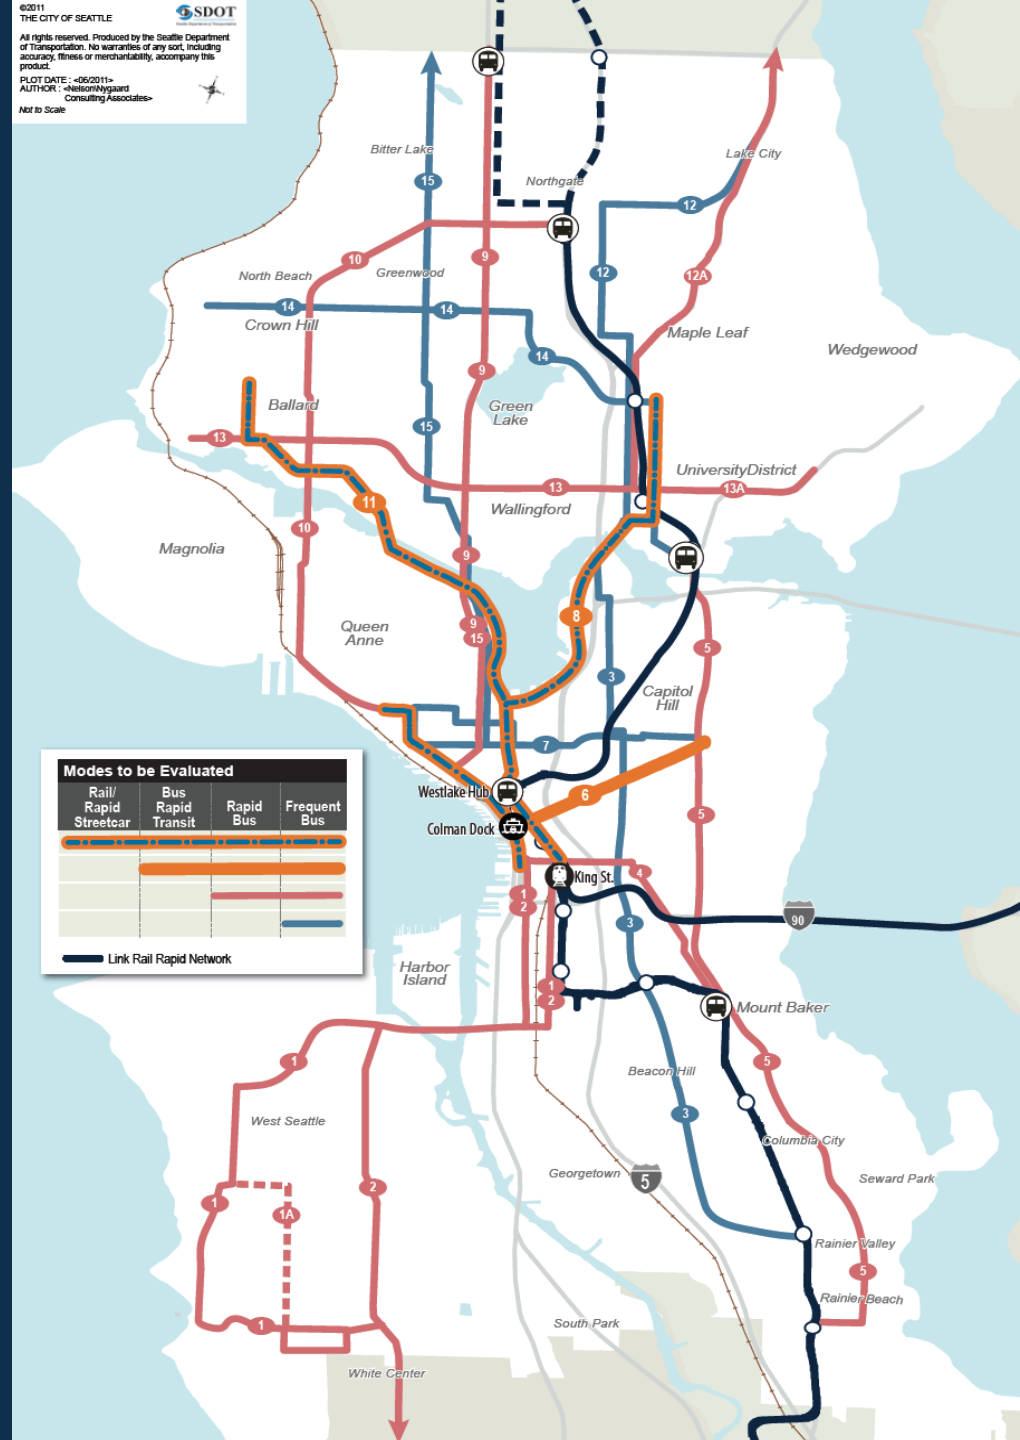 ©2011
THE CITY OF SEATTLE
SDOT
Seattle Department of Transportation
All rights reserved. Produced by the Seattle Department
of Transportation. No warranties of any sort, including
accuracy, fitness or merchantability, accompany this
product.
PLOT DATE : <06/2011>
AUTHOR : <Nelson\Nygaard
Consulting Associates>
Not to Scale
Bitter Lake
Lake City
15
Northgate
12
10
9
North Beach
Greenwood
12
12A
14
14
Crown Hill
Maple Leaf
Wedgewood
14
9
Ballard
Green
Lake
15
13
University District
13
13A
11
Wallingford
10
Magnolia
9
8
Queen
Anne
9
15
5
3
Capitol
Hill
7
Modes to be Evaluated
Rail/
Rapid
Streetcar
Bus
Rapid
Transit
Rapid
Bus
Frequent
Bus
Link Rail Rapid Network
Westlake Hub
6
Colman Dock
5
King St.
4
1
2
3
90
Harbor
Island
1
2
Mount Baker
1
5
Beacon Hill
West Seattle
3
Columbia City
Georgetown
5
Seward Park
1
2
1A
Rainier Valley
5
Rainier Beach
1
South Park
White Center